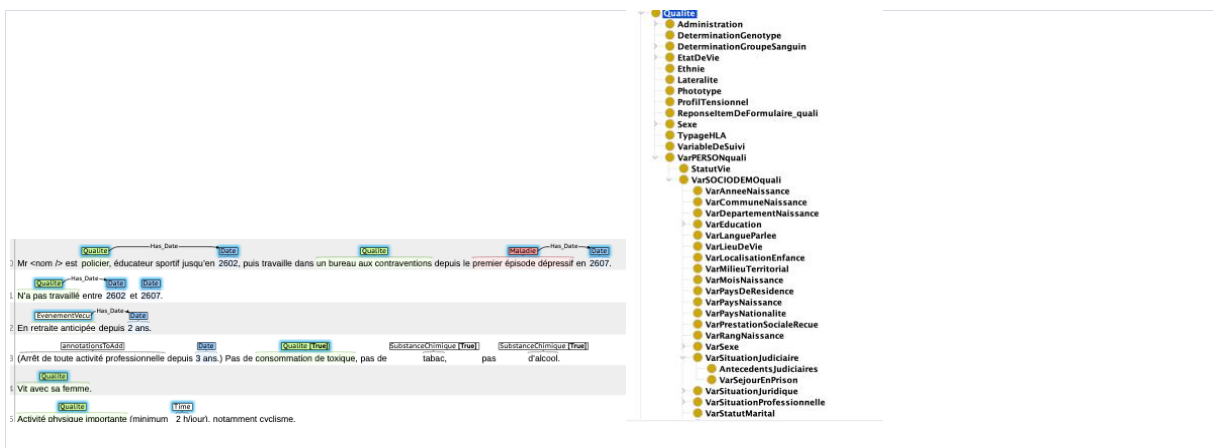 Qualite Has_Date Date Qualite Maladie Has_Date Date
Mr <nom /> est policier, éducateur sportif jusqu'en 2602, puis travaille dans un bureau aux contraventions depuis le premier épisode dépressif en 2607.
Qualite Has_Date Date Date
1 N'a pas travaillé entre 2602 et 2607.
EvenementVecu Has_Date Date
2 En retraite anticipée depuis 2 ans.
annotationsToAdd Date Qualite [True] SubstanceChimique [True] SubstanceChimique [True]
3 (Arrêt de toute activité professionnelle depuis 3 ans.) Pas de consommation de toxique, pas de tabac, pas d'alcool.
Qualite
4 Vit avec sa femme.
Qualite Time
5 Activité physique importante (minimum 2 h/jour), notamment cyclisme.
Qualite
Administration
DeterminationGenotype
DeterminationGroupeSanguin
EtatDeVie
Ethnie
Lateralite
Phototype
ProfilTensionnel
ReponseItemDeFormulaire_quali
Sexe
TypageHLA
VariableDeSuivi
VarPERSONquali
StatutVie
VarSOCIODEMOquali
VarAnneeNaissance
VarCommuneNaissance
VarDepartementNaissance
VarEducation
VarLangueParlee
VarLieuDeVie
VarLocalisationEnfance
VarMilieuTerritorial
VarMoisNaissance
VarPaysDeResidence
VarPaysNaissance
VarPaysNationalite
VarPrestationSocialeRecue
VarRangNaissance
VarSexe
VarSituationJudiciaire
AntecedentsJudiciaires
VarSejourEnPrison
VarSituationJuridique
VarSituationProfessionnelle
VarStatutMarital